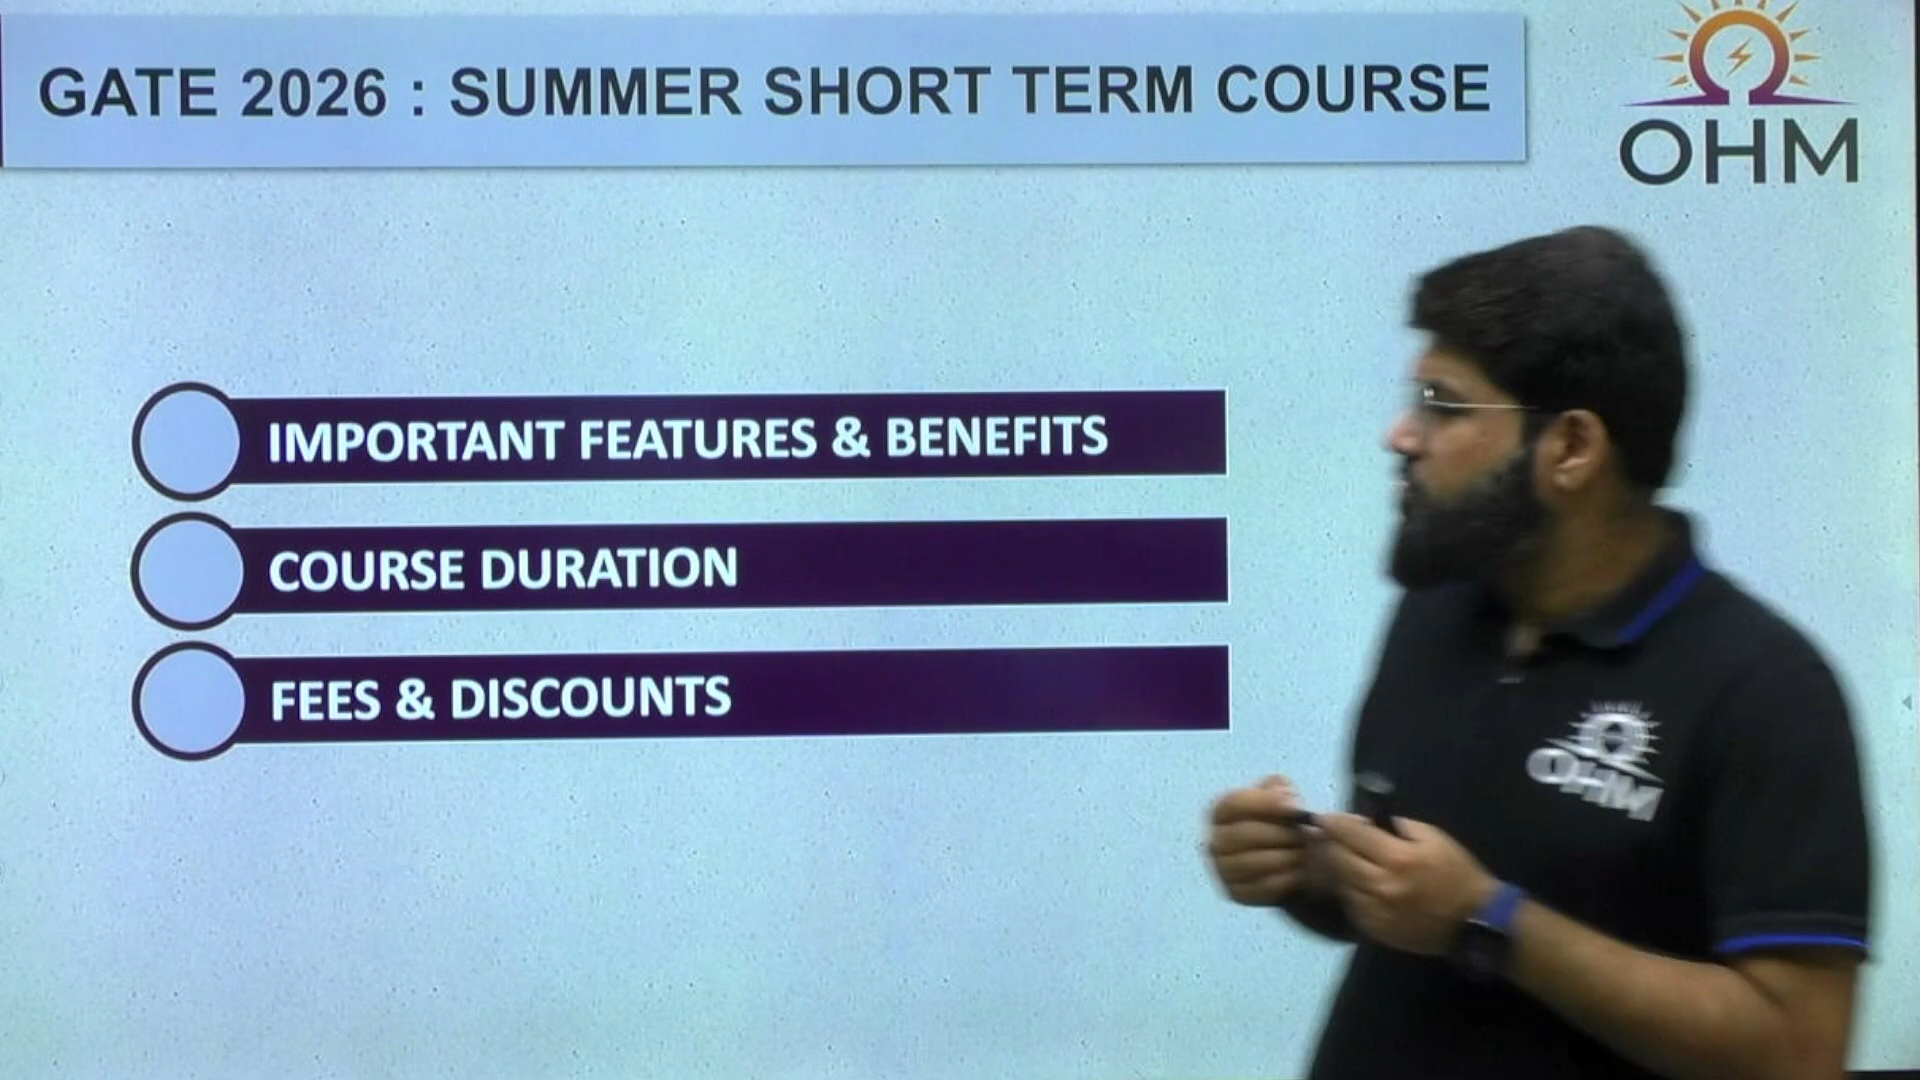 GATE 2026 : SUMMER SHORT TERM COURSE
OHM
IMPORTANT FEATURES & BENEFITS
COURSE DURATION
FEES & DISCOUNTS
OHM